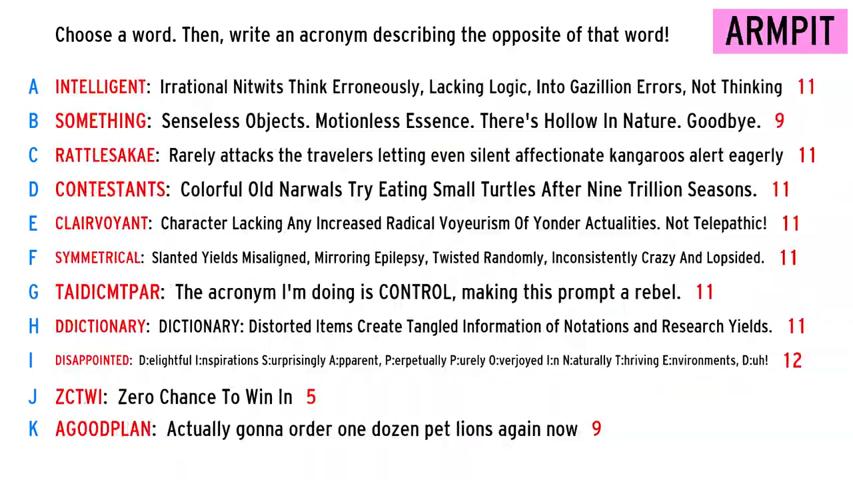 Choose a word. Then, write an acronym describing the opposite of that word!
ARMPIT
A INTELLIGENT: Irrational Nitwits Think Erroneously, Lacking Logic, Into Gazillion Errors, Not Thinking 11
B SOMETHING: Senseless Objects. Motionless Essence. There's Hollow In Nature. Goodbye. 9
C RATTLESAKAE: Rarely attacks the travelers letting even silent affectionate kangaroos alert eagerly 11
D CONTESTANTS: Colorful Old Narwals Try Eating Small Turtles After Nine Trillion Seasons. 11
E CLAIRVOYANT: Character Lacking Any Increased Radical Voyeurism Of Yonder Actualities. Not Telepathic! 11
F SYMMETRICAL: Slanted Yields Misaligned, Mirroring Epilepsy, Twisted Randomly, Inconsistently Crazy And Lopsided. 11
G TAIDICMTPAR: The acronym I'm doing is CONTROL, making this prompt a rebel. 11
H DDICTIONARY: DICTIONARY: Distorted Items Create Tangled Information of Notations and Research Yields. 11
I DISAPPOINTED: D:elightful I:nspirations S:urprisingly A:pparent, P:erpetually P:urely O:verjoyed I:n N:aturally T:hriving E:nvironments, D:uh! 12
J ZCTWI: Zero Chance To Win In 5
K AGOODPLAN: Actually gonna order one dozen pet lions again now 9